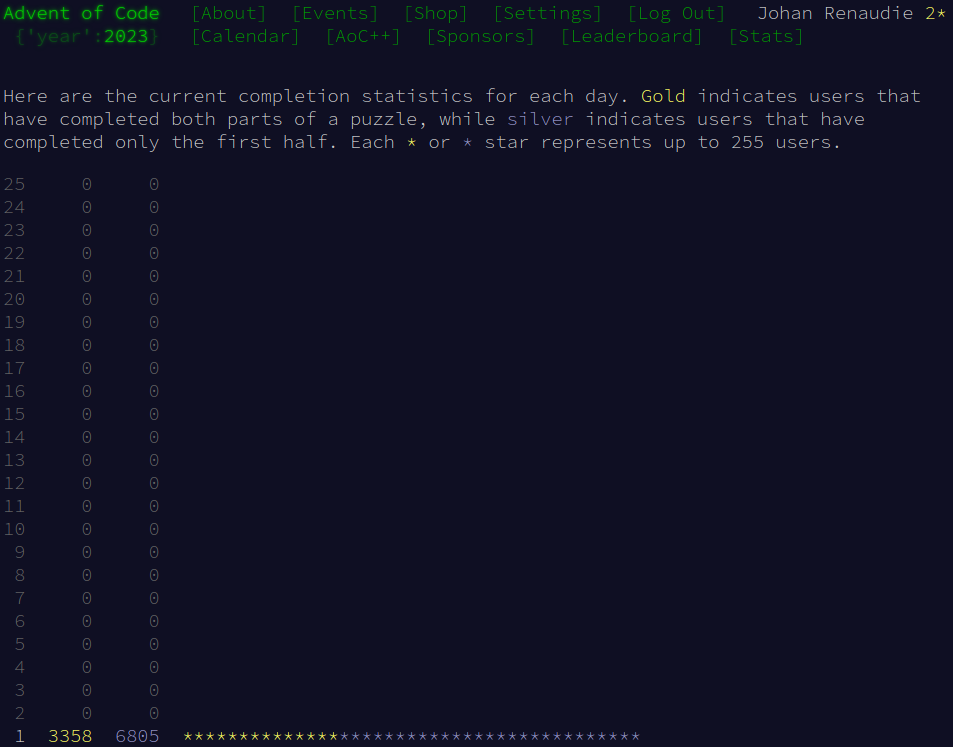 Advent of Code [About] [Events] [Shop] [Settings] [Log Out] Johan Renaudie 2*
{'year':2023} [Calendar] [AoC++] [Sponsors] [Leaderboard] [Stats]
Here are the current completion statistics for each day. Gold indicates users that
have completed both parts of a puzzle, while silver indicates users that have
completed only the first half. Each * or * star represents up to 255 users.
25 0 0
24 0 0
23 0 0
22 0 0
21 0 0
20 0 0
19 0 0
18 0 0
17 0 0
16 0 0
15 0 0
14 0 0
13 0 0
12 0 0
11 0 0
10 0 0
9 0 0
8 0 0
7 0 0
6 0 0
5 0 0
4 0 0
3 0 0
2 0 0
1 3358 6805 *****************************************